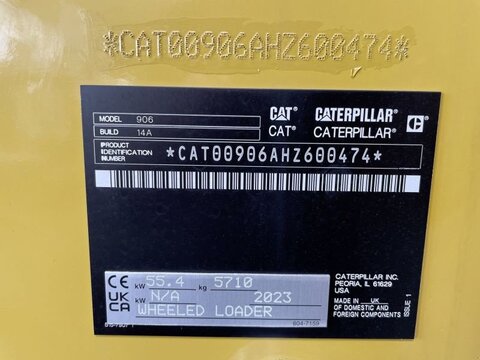 *CAT00906AHZ600474*
MODEL 906
BUILD 14A
CAT CATERPILLAR
CAT® CATERPILLAR®
PRODUCT IDENTIFICATION NUMBER *CAT00906AHZ600474*
CE UKCA
kW 55.4 kg 5710
kW N/A 2023
WHEELED LOADER
CATERPILLAR INC.
PEORIA, IL 61629
USA
MADE IN UK
OF DOMESTIC AND
FOREIGN COMPONENTS
ISSUE 1
604-7159